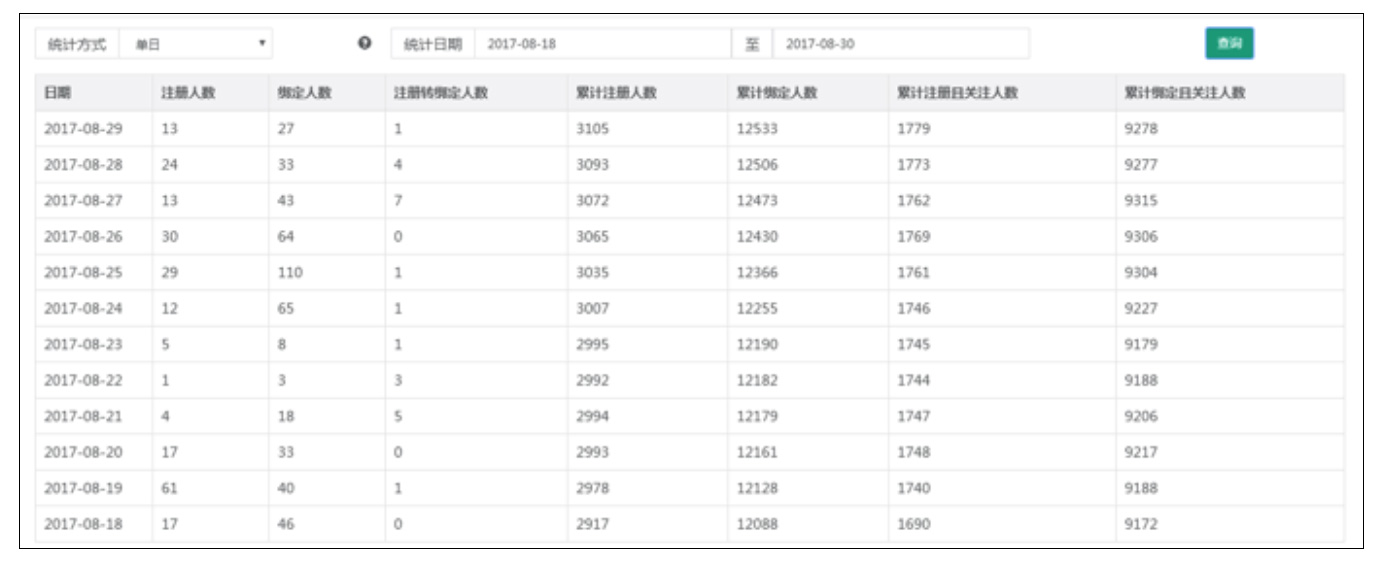 统计方式 单日 统计日期 2017-08-18 至 2017-08-30 查询
日期 注册人数 绑定人数 注册转绑定人数 累计注册人数 累计绑定人数 累计注册且关注人数 累计绑定且关注人数
2017-08-29 13 27 1 3105 12533 1779 9278
2017-08-28 24 33 4 3093 12506 1773 9277
2017-08-27 13 43 7 3072 12473 1762 9315
2017-08-26 30 64 0 3065 12430 1769 9306
2017-08-25 29 110 1 3035 12366 1761 9304
2017-08-24 12 65 1 3007 12255 1746 9227
2017-08-23 5 8 1 2995 12190 1745 9179
2017-08-22 1 3 3 2992 12182 1744 9188
2017-08-21 4 18 5 2994 12179 1747 9206
2017-08-20 17 33 0 2993 12161 1748 9217
2017-08-19 61 40 1 2978 12128 1740 9188
2017-08-18 17 46 0 2917 12088 1690 9172